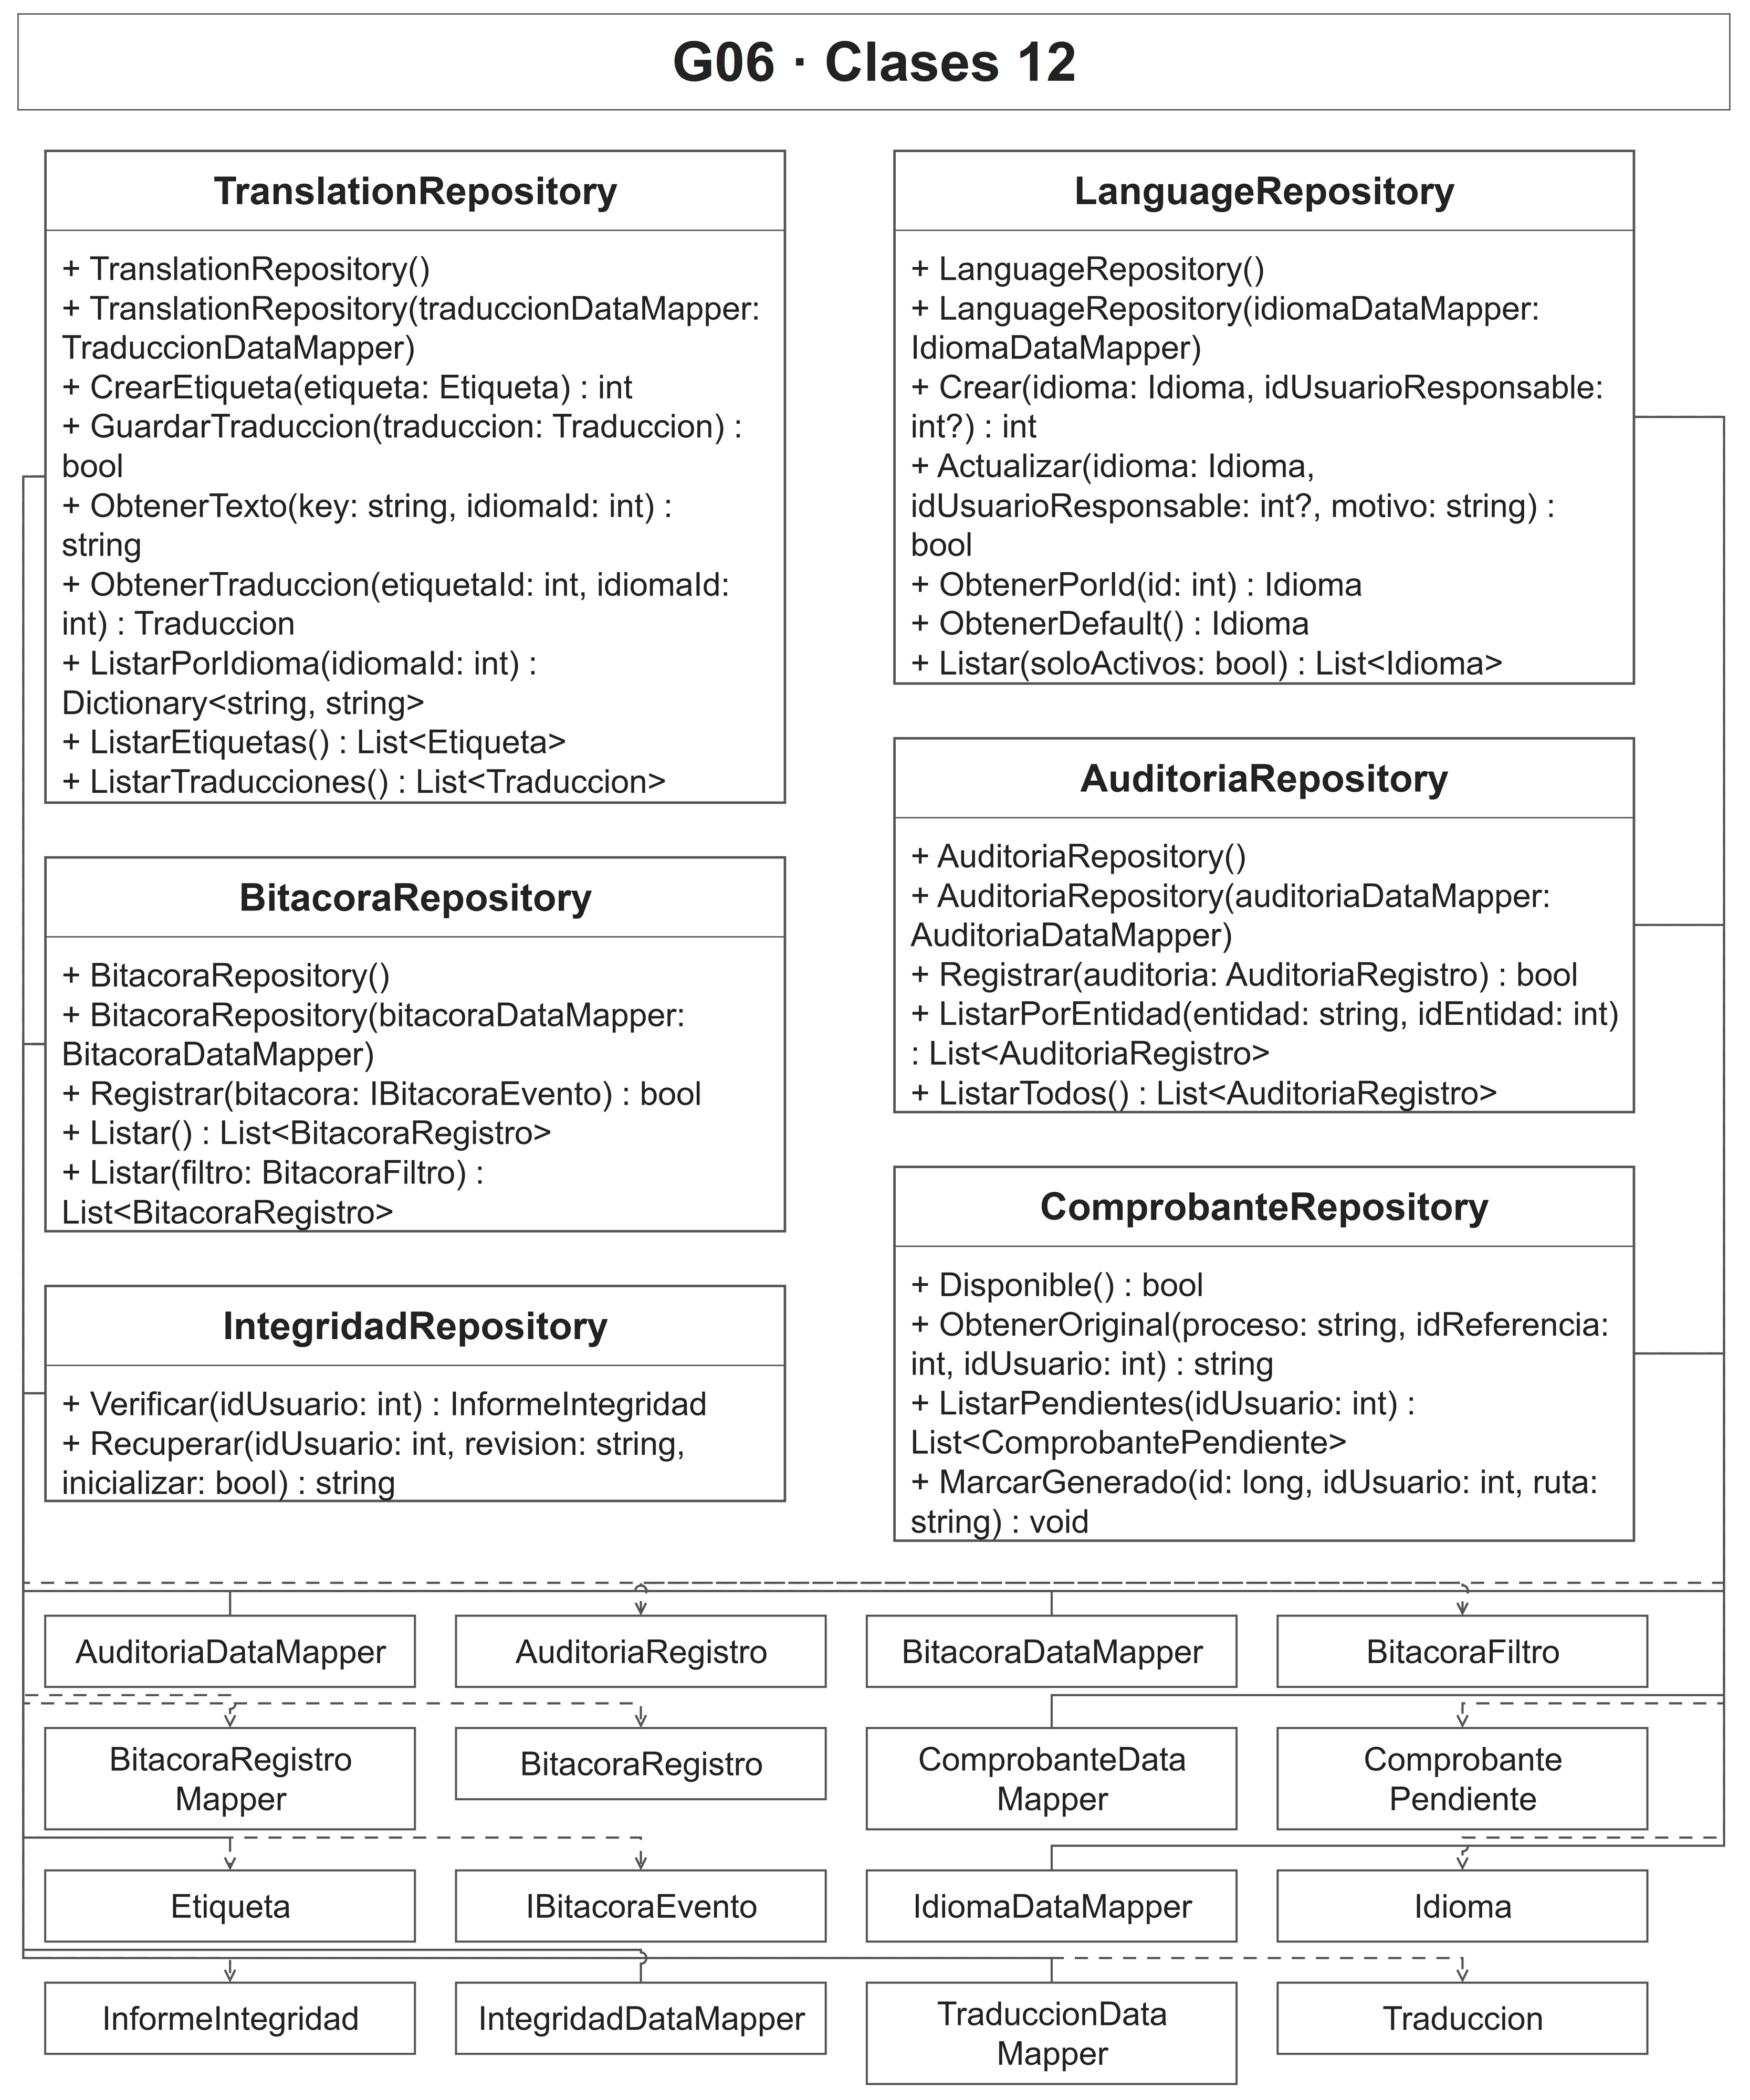 G06 · Clases 12
TranslationRepository
+ TranslationRepository()
+ TranslationRepository(traduccionDataMapper:
TraduccionDataMapper)
+ CrearEtiqueta(etiqueta: Etiqueta) : int
+ GuardarTraduccion(traduccion: Traduccion) :
bool
+ ObtenerTexto(key: string, idiomaId: int) :
string
+ ObtenerTraduccion(etiquetaId: int, idiomaId:
int) : Traduccion
+ ListarPorIdioma(idiomaId: int) :
Dictionary<string, string>
+ ListarEtiquetas() : List<Etiqueta>
+ ListarTraducciones() : List<Traduccion>
LanguageRepository
+ LanguageRepository()
+ LanguageRepository(idiomaDataMapper:
IdiomaDataMapper)
+ Crear(idioma: Idioma, idUsuarioResponsable:
int?) : int
+ Actualizar(idioma: Idioma,
idUsuarioResponsable: int?, motivo: string) :
bool
+ ObtenerPorId(id: int) : Idioma
+ ObtenerDefault() : Idioma
+ Listar(soloActivos: bool) : List<Idioma>
BitacoraRepository
+ BitacoraRepository()
+ BitacoraRepository(bitacoraDataMapper:
BitacoraDataMapper)
+ Registrar(bitacora: IBitacoraEvento) : bool
+ Listar() : List<BitacoraRegistro>
+ Listar(filtro: BitacoraFiltro) :
List<BitacoraRegistro>
AuditoriaRepository
+ AuditoriaRepository()
+ AuditoriaRepository(auditoriaDataMapper:
AuditoriaDataMapper)
+ Registrar(auditoria: AuditoriaRegistro) : bool
+ ListarPorEntidad(entidad: string, idEntidad: int)
: List<AuditoriaRegistro>
+ ListarTodos() : List<AuditoriaRegistro>
IntegridadRepository
+ Verificar(idUsuario: int) : InformeIntegridad
+ Recuperar(idUsuario: int, revision: string,
inicializar: bool) : string
ComprobanteRepository
+ Disponible() : bool
+ ObtenerOriginal(proceso: string, idReferencia:
int, idUsuario: int) : string
+ ListarPendientes(idUsuario: int) :
List<ComprobantePendiente>
+ MarcarGenerado(id: long, idUsuario: int, ruta:
string) : void
AuditoriaDataMapper
AuditoriaRegistro
BitacoraDataMapper
BitacoraFiltro
BitacoraRegistro
Mapper
BitacoraRegistro
ComprobanteData
Mapper
Comprobante
Pendiente
Etiqueta
IBitacoraEvento
IdiomaDataMapper
Idioma
InformeIntegridad
IntegridadDataMapper
TraduccionData
Mapper
Traduccion